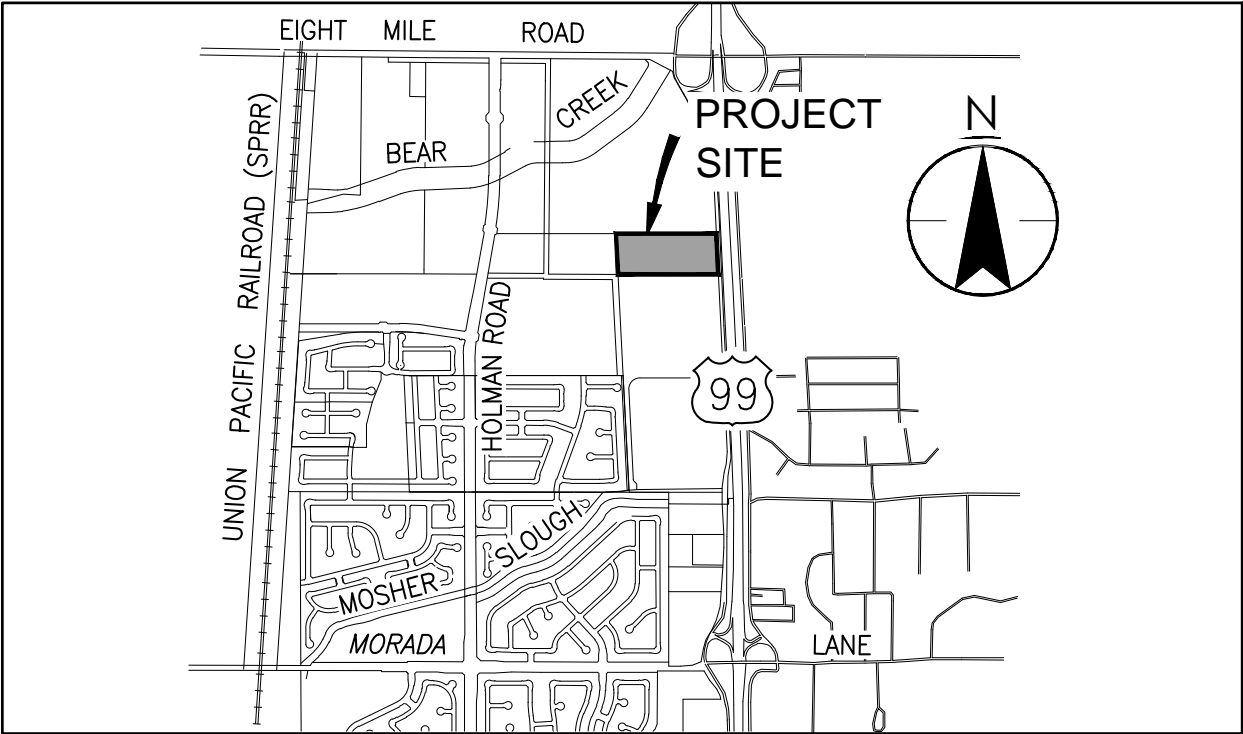 EIGHT MILE ROAD
CREEK
BEAR
PROJECT
SITE
N
UNION PACIFIC RAILROAD (SPRR)
HOLMAN ROAD
99
MOSHER SLOUGH
MORADA LANE